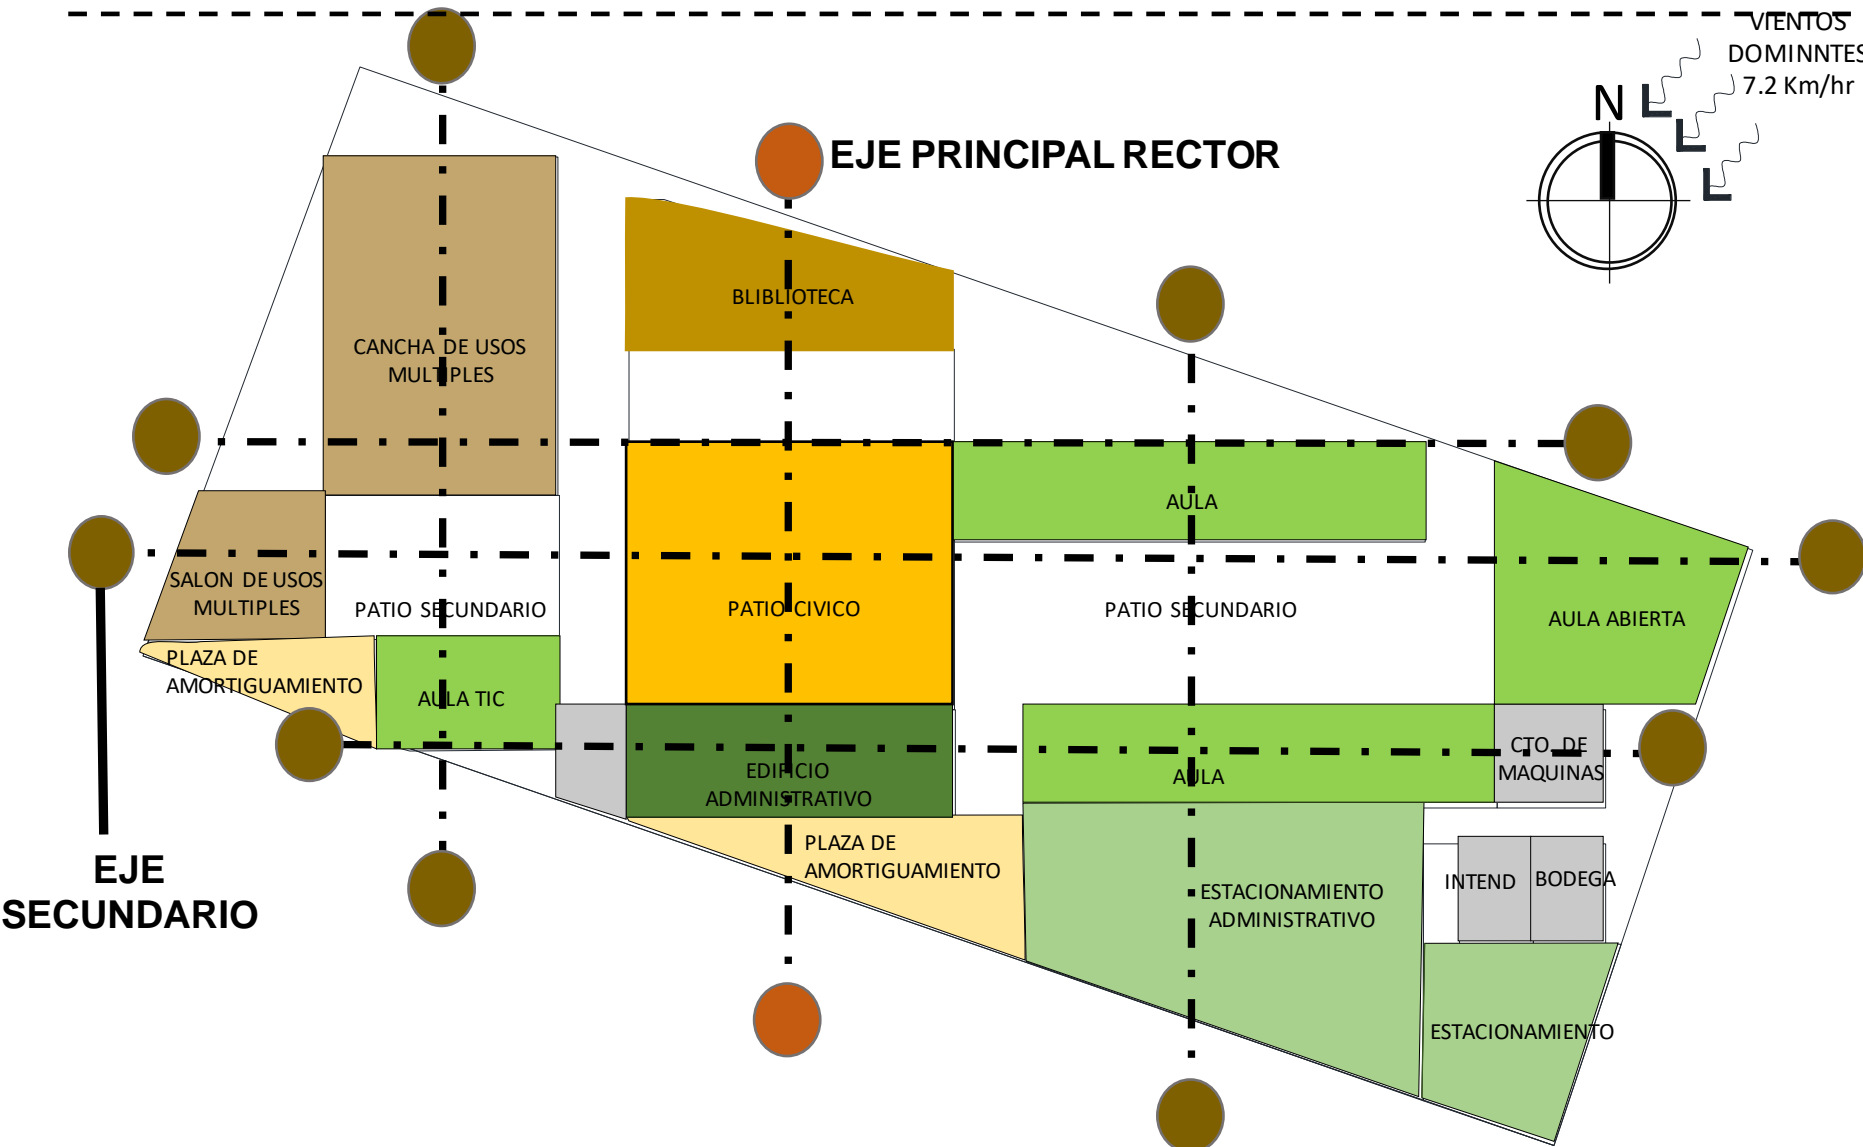 VIENTOS
DOMINNTES
7.2 Km/hr
N
EJE PRINCIPAL RECTOR
BLIBLIOTECA
CANCHA DE USOS
MULTIPLES
AULA
SALON DE USOS
MULTIPLES
PATIO SECUNDARIO
PATIO CIVICO
PATIO SECUNDARIO
AULA ABIERTA
PLAZA DE
AMORTIGUAMIENTO
AULA TIC
EDIFICIO
ADMINISTRATIVO
AULA
CTO. DE
MAQUINAS
PLAZA DE
AMORTIGUAMIENTO
EJE
SECUNDARIO
ESTACIONAMIENTO
ADMINISTRATIVO
INTEND
BODEGA
ESTACIONAMIENTO